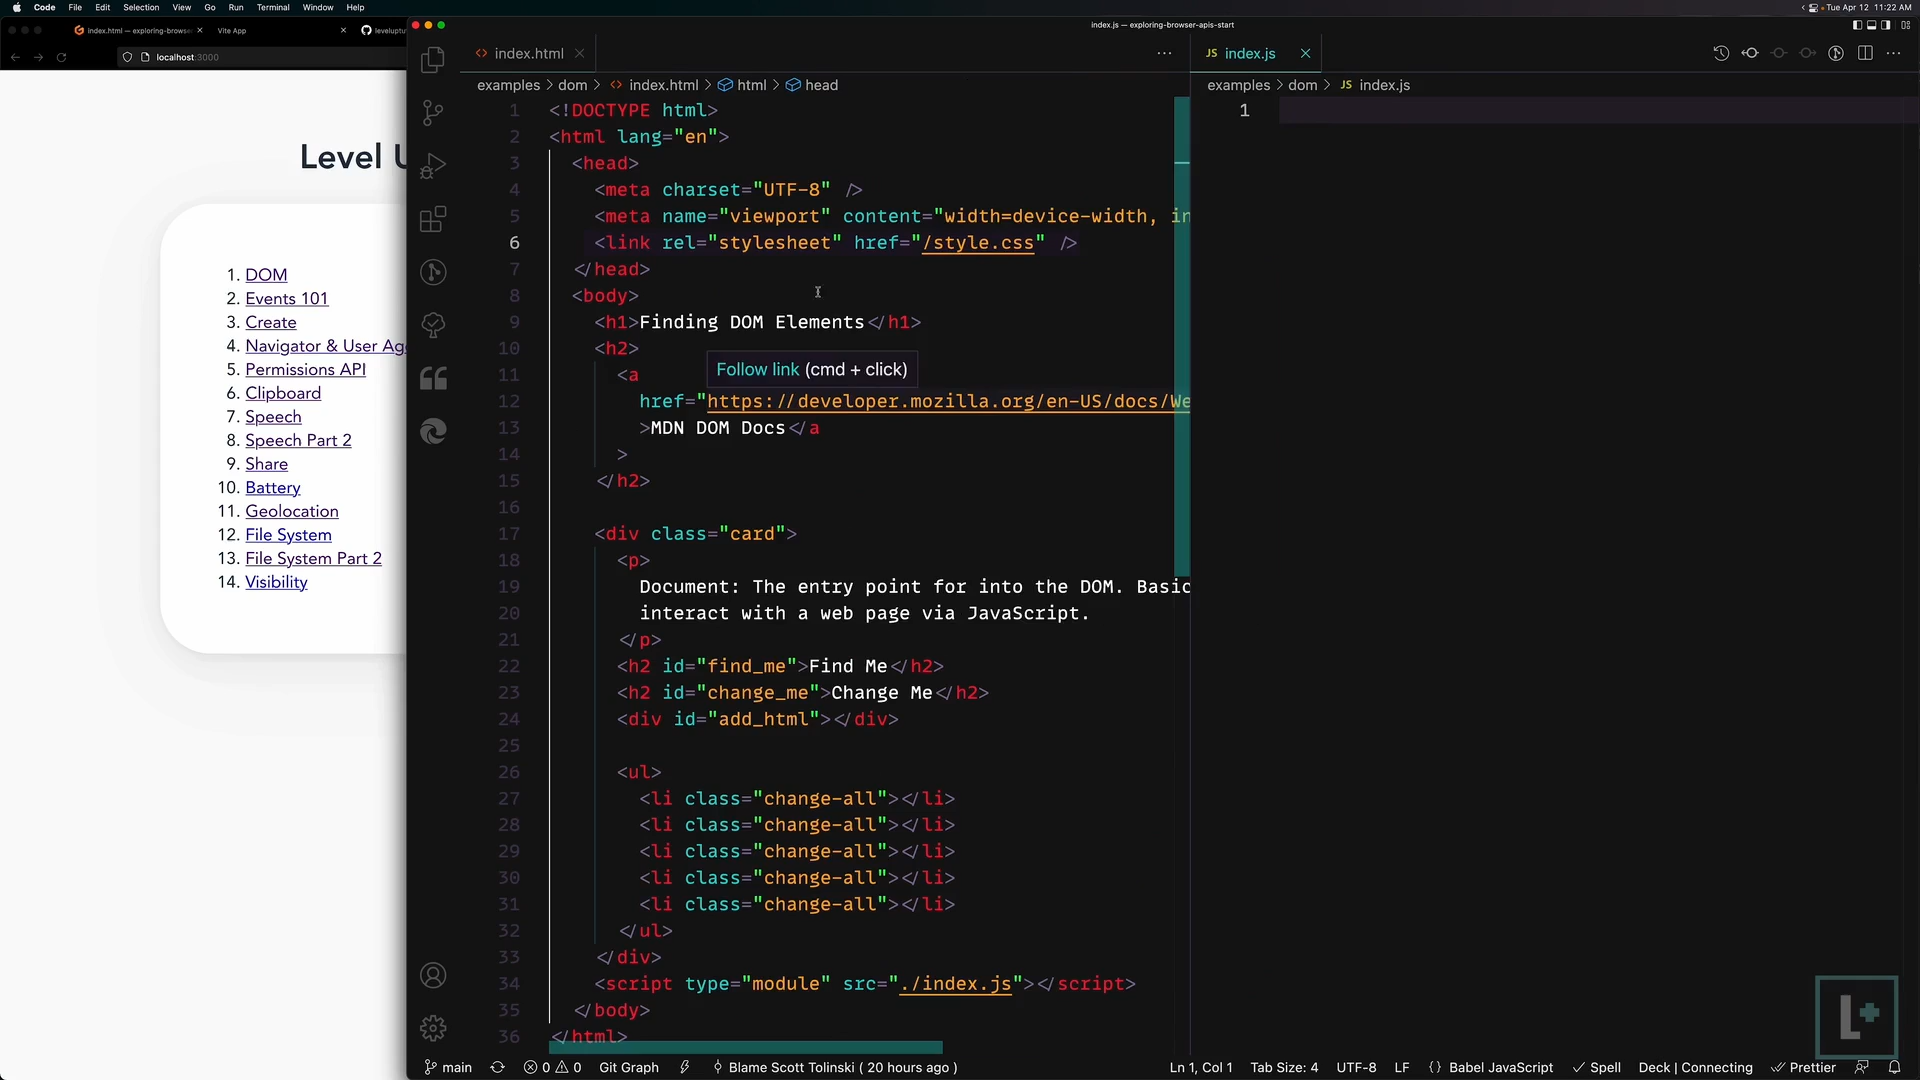 Code File Edit Selection View Go Run Terminal Window Help
Tue Apr 12 11:22 AM
index.html — exploring-browser
Vite App
localhost:3000
Level U
1. DOM
2. Events 101
3. Create
4. Navigator & User Ag
5. Permissions API
6. Clipboard
7. Speech
8. Speech Part 2
9. Share
10. Battery
11. Geolocation
12. File System
13. File System Part 2
14. Visibility
index.js — exploring-browser-apis-start
index.html
examples > dom > index.html > html > head
1 <!DOCTYPE html>
2 <html lang="en">
3 <head>
4 <meta charset="UTF-8" />
5 <meta name="viewport" content="width=device-width, in
6 <link rel="stylesheet" href="/style.css" />
7 </head>
8 <body>
9 <h1>Finding DOM Elements</h1>
10 <h2>
11 <a
Follow link (cmd + click)
12 href="https://developer.mozilla.org/en-US/docs/We
13 >MDN DOM Docs</a
14 >
15 </h2>
16
17 <div class="card">
18 <p>
19 Document: The entry point for into the DOM. Basic
20 interact with a web page via JavaScript.
21 </p>
22 <h2 id="find_me">Find Me</h2>
23 <h2 id="change_me">Change Me</h2>
24 <div id="add_html"></div>
25
26 <ul>
27 <li class="change-all"></li>
28 <li class="change-all"></li>
29 <li class="change-all"></li>
30 <li class="change-all"></li>
31 <li class="change-all"></li>
32 </ul>
33 </div>
34 <script type="module" src="./index.js"></script>
35 </body>
36 </html>
JS index.js
examples > dom > JS index.js
1
L+
main 0 0 Git Graph Blame Scott Tolinski ( 20 hours ago )
Ln 1, Col 1 Tab Size: 4 UTF-8 LF {} Babel JavaScript Spell Deck | Connecting Prettier